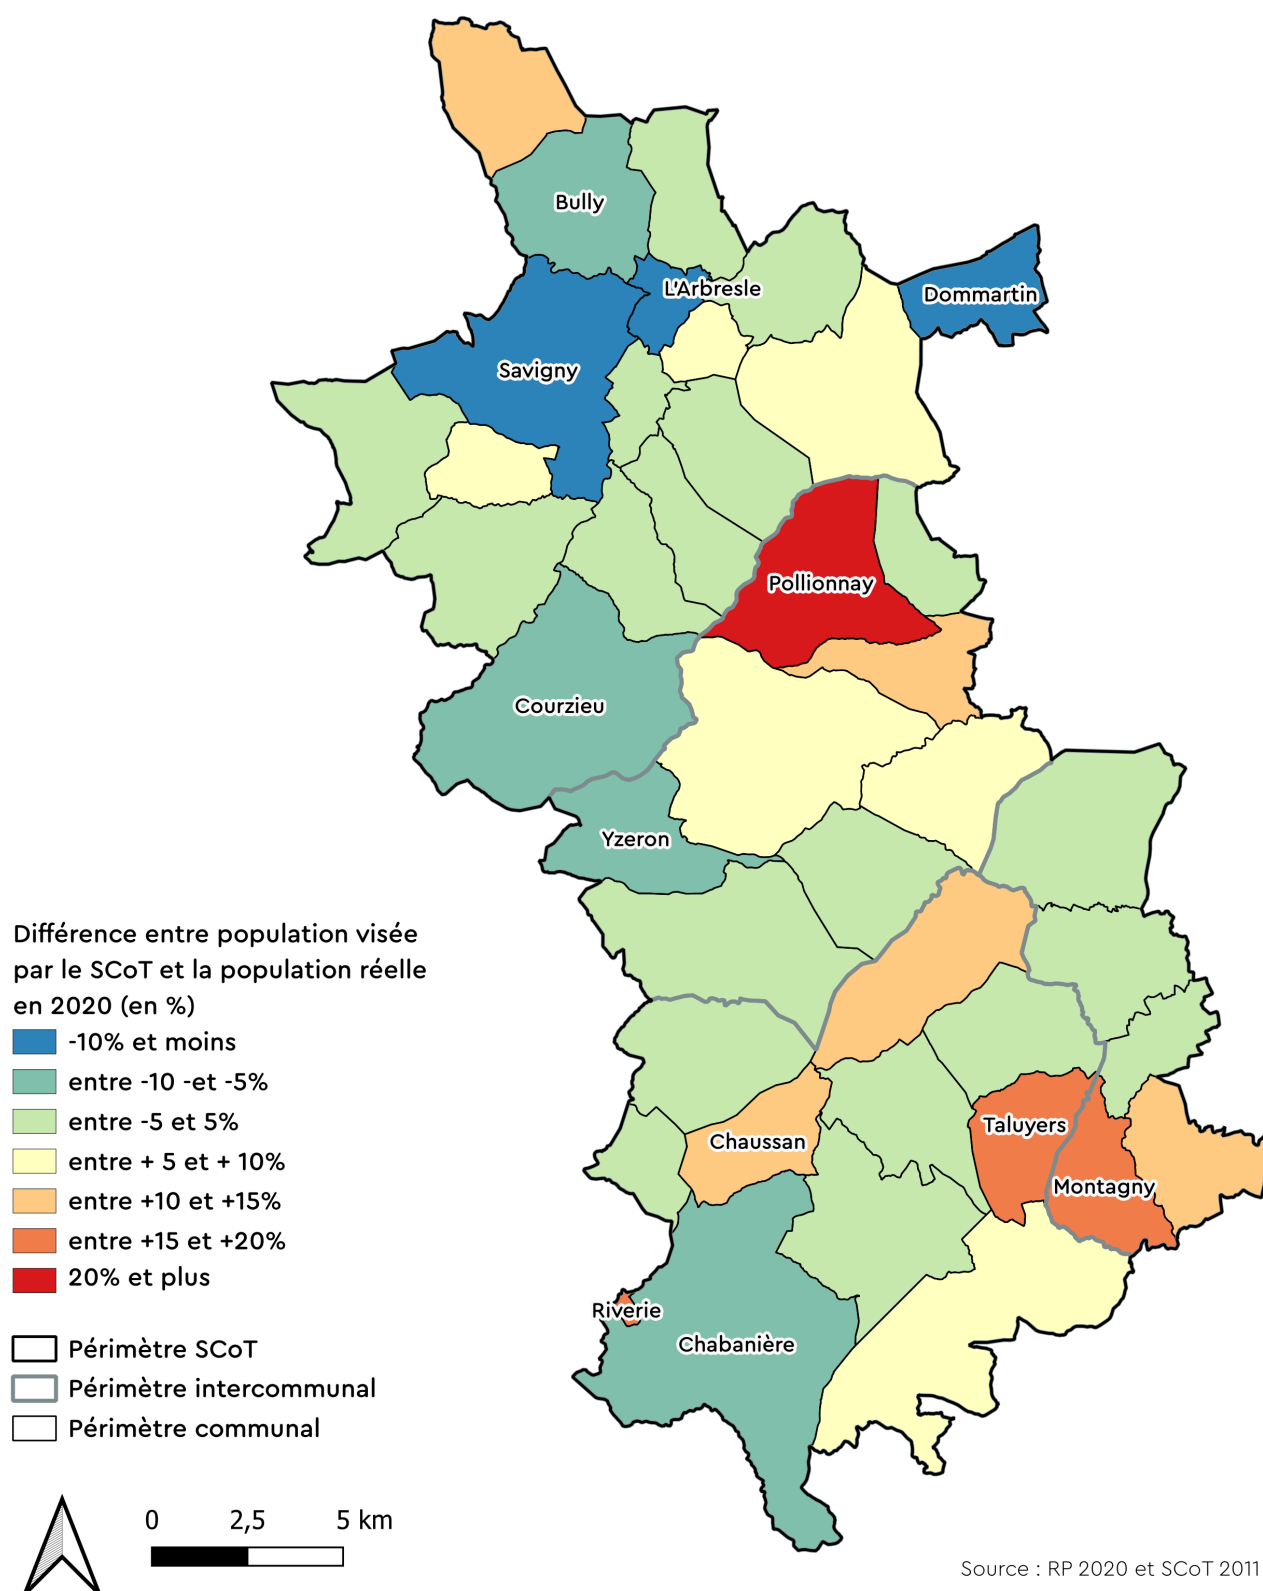 Bully
L'Arbresle
Dommartin
Savigny
Pollionnay
Courzieu
Yzeron
Différence entre population visée
par le SCoT et la population réelle
en 2020 (en %)
-10% et moins
entre -10 -et -5%
entre -5 et 5%
entre + 5 et + 10%
entre +10 et +15%
entre +15 et +20%
20% et plus
Taluyers
Chaussan
Montagny
Riverie
Chabanière
Périmètre SCoT
Périmètre intercommunal
Périmètre communal
0 2,5 5 km
Source : RP 2020 et SCoT 2011